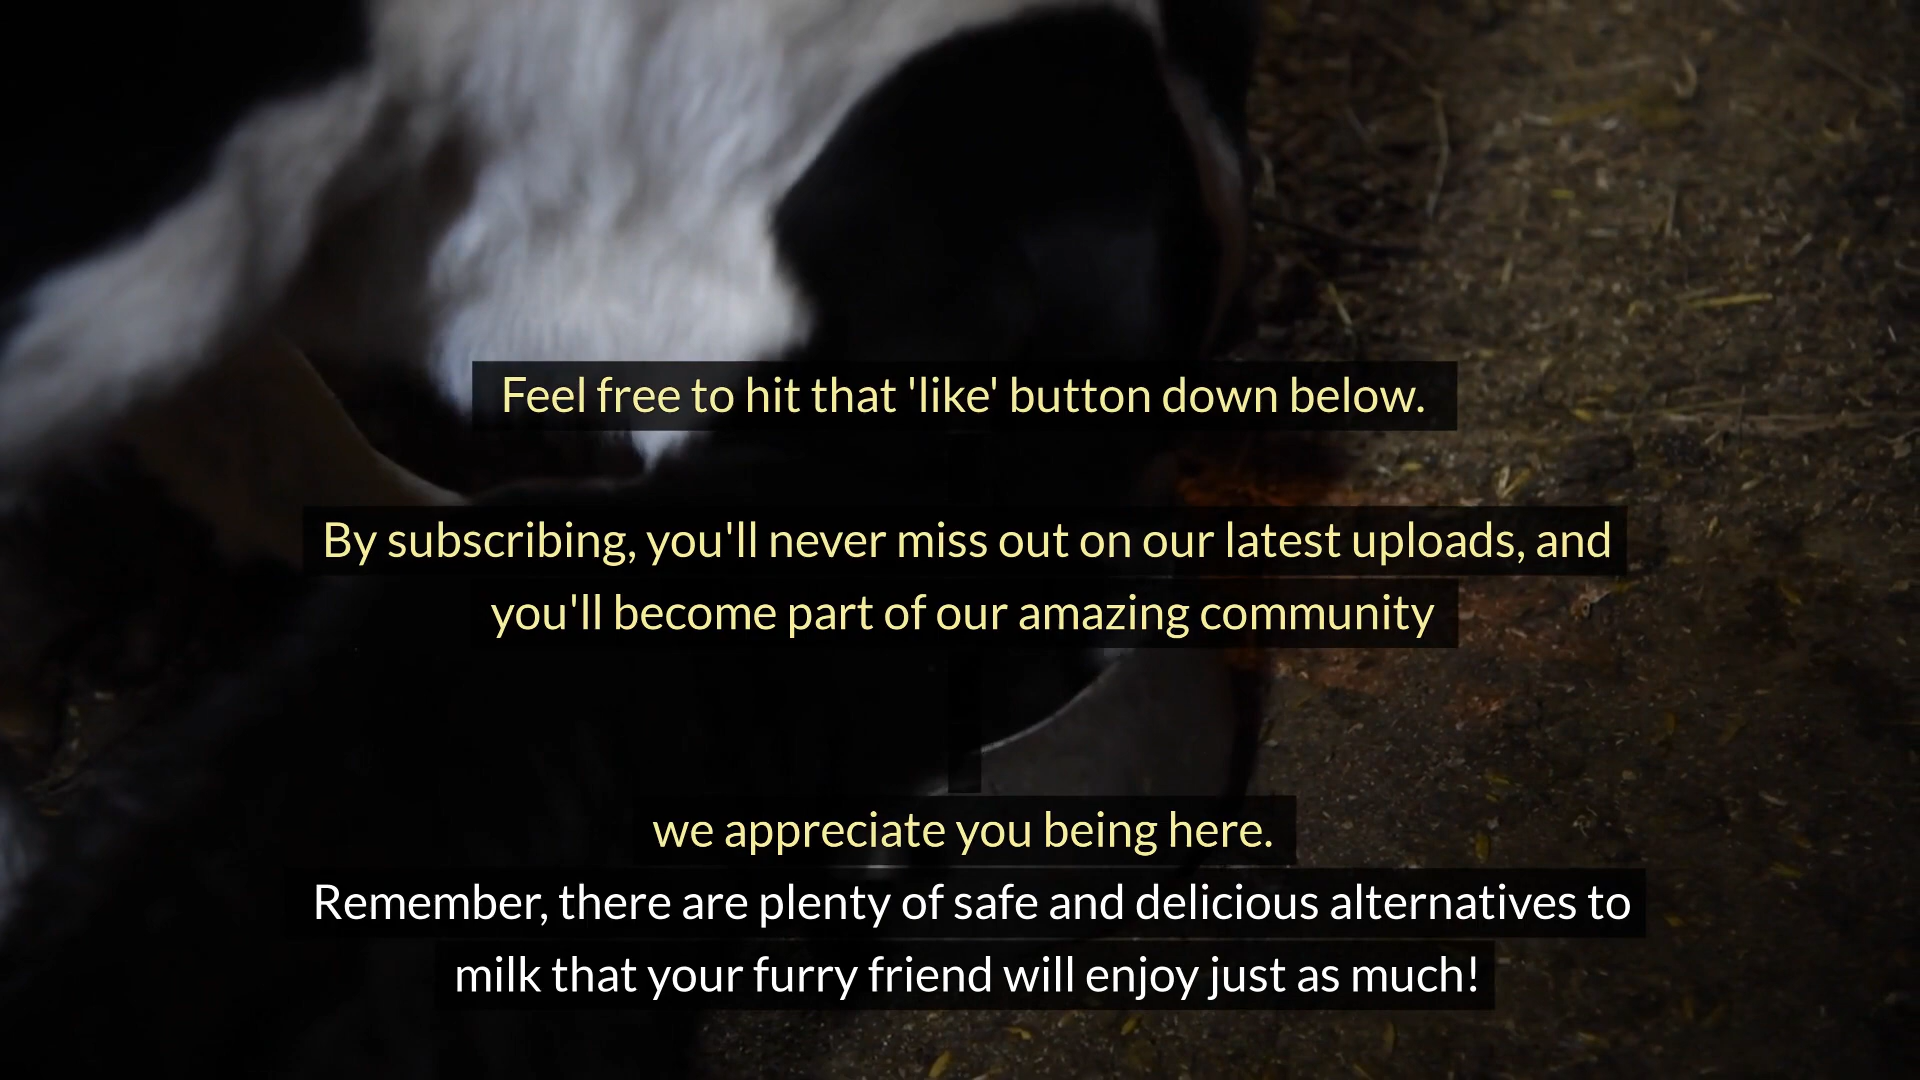 Feel free to hit that 'like' button down below.
By subscribing, you'll never miss out on our latest uploads, and
you'll become part of our amazing community
we appreciate you being here.
Remember, there are plenty of safe and delicious alternatives to
milk that your furry friend will enjoy just as much!